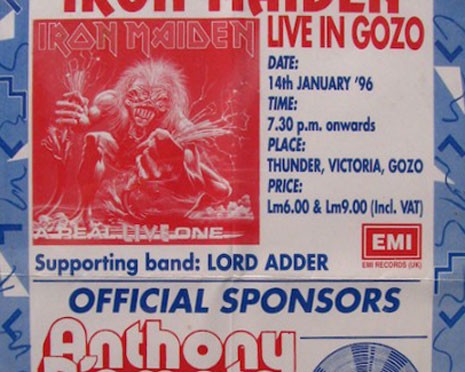 IRON MAIDEN
IRON MAIDEN
LIVE IN GOZO
DATE:
14th JANUARY '96
TIME:
7.30 p.m. onwards
PLACE:
THUNDER, VICTORIA, GOZO
PRICE:
Lm6.00 & Lm9.00 (Incl. VAT)
A REAL LIVE ONE
EMI
EMI RECORDS (UK)
Supporting band: LORD ADDER
OFFICIAL SPONSORS
Anthony